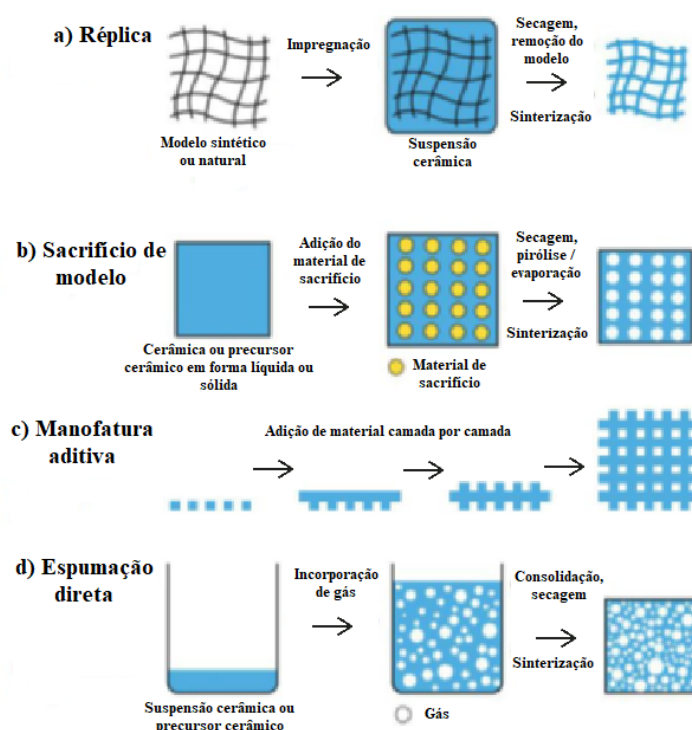 a) Réplica
Impregnação
Secagem,
remoção do
modelo
Sinterização
Modelo sintético
ou natural
Suspensão
cerâmica
b) Sacrifício de
modelo
Adição do
material de
sacrifício
Secagem,
pirólise /
evaporação
Sinterização
Cerâmica ou precursor
cerâmico em forma líquida ou
sólida
Material de
sacrifício
c) Manofatura
aditiva
Adição de material camada por camada
d) Espumação
direta
Incorporação
de gás
Consolidação,
secagem
Sinterização
Suspensão cerâmica ou
precursor cerâmico
Gás